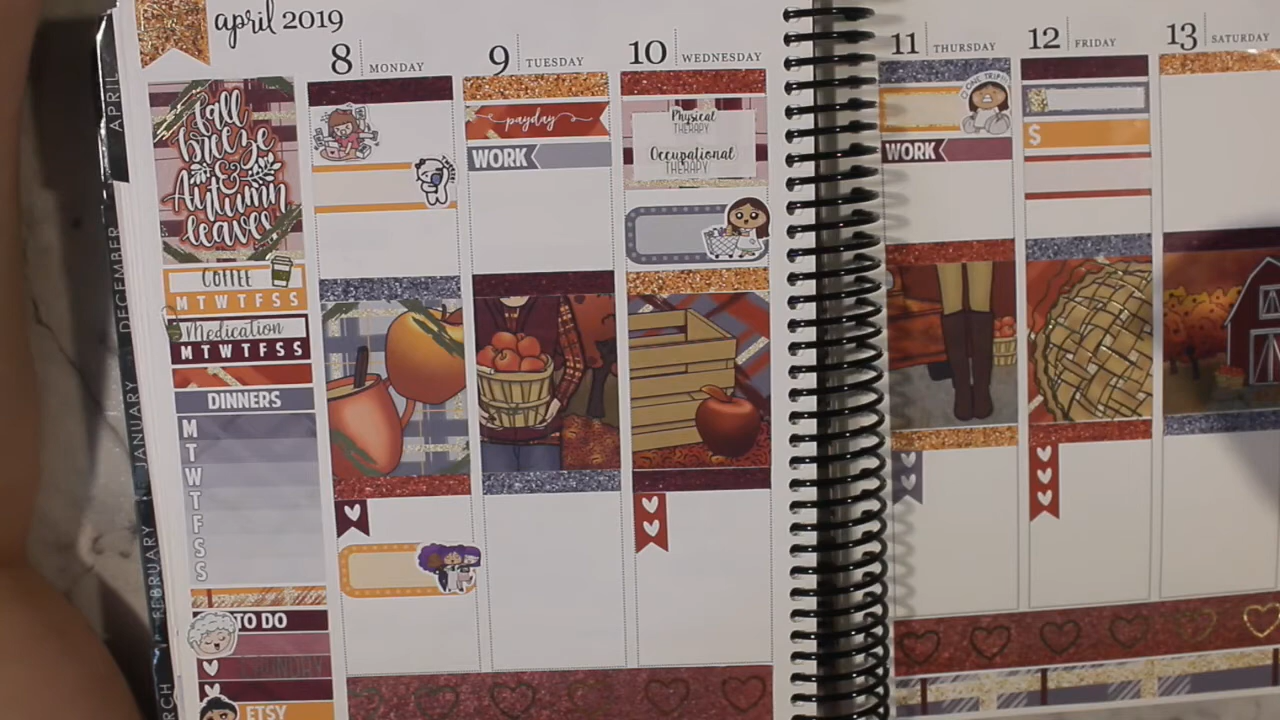 april 2019
8 MONDAY
9 TUESDAY
10 WEDNESDAY
11 THURSDAY
12 FRIDAY
13 SATURDAY
fall
breeze
&
Autumn
leaves
COFFEE
M T W T F S S
Medication
M T W T F S S
DINNERS
M
T
W
T
F
S
S
TO DO
LAUNDRY
ETSY
payday
WORK
Physical
THERAPY
Occupational
THERAPY
WORK
$
APRIL
DECEMBER
JANUARY
FEBRUARY